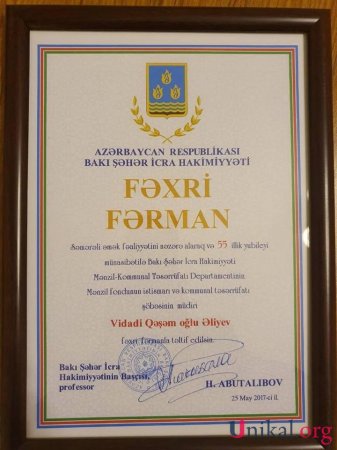 AZƏRBAYCAN RESPUBLİKASI
BAKI ŞƏHƏR İCRA HAKİMİYYƏTİ
FƏXRİ
FƏRMAN
Səmərəli əmək fəaliyyətini nəzərə alaraq və 55 illik yubileyi
münasibətilə Bakı Şəhər İcra Hakimiyyəti
Mənzil-Kommunal Təsərrüfatı Departamentinin
Mənzil fondunun istismarı və kommunal təsərrüfatı
şöbəsinin müdiri
Vidadi Qəşəm oğlu Əliyev
fəxri fərmanla təltif edilsin.
Bakı Şəhər İcra
Hakimiyyətinin Başçısı,
professor
H. ABUTALIBOV
25 May 2017-ci il.
Unikal.org